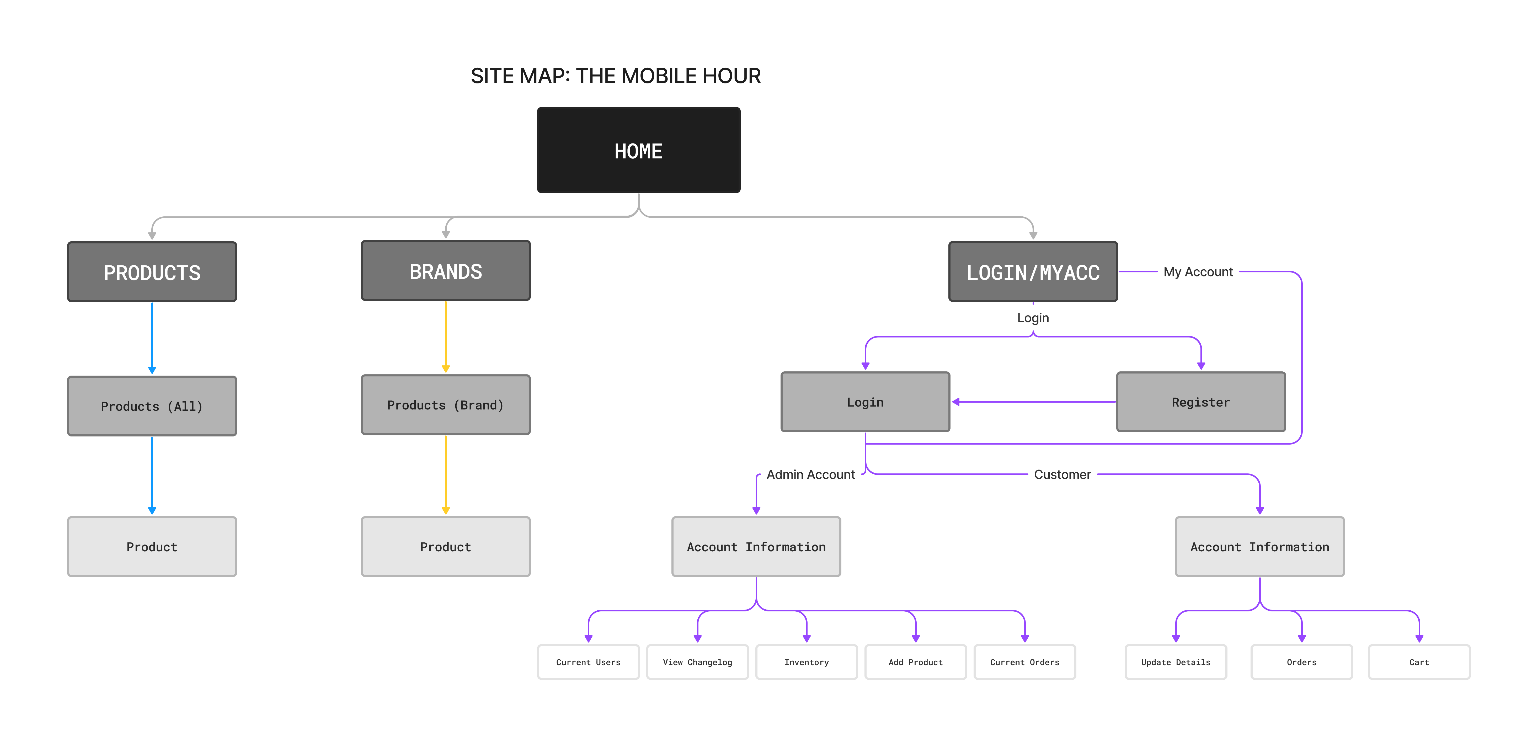 SITE MAP: THE MOBILE HOUR
HOME
PRODUCTS
BRANDS
LOGIN/MYACC
My Account
Login
Products (All)
Products (Brand)
Login
Register
Admin Account
Customer
Product
Product
Account Information
Account Information
Current Users
View Changelog
Inventory
Add Product
Current Orders
Update Details
Orders
Cart